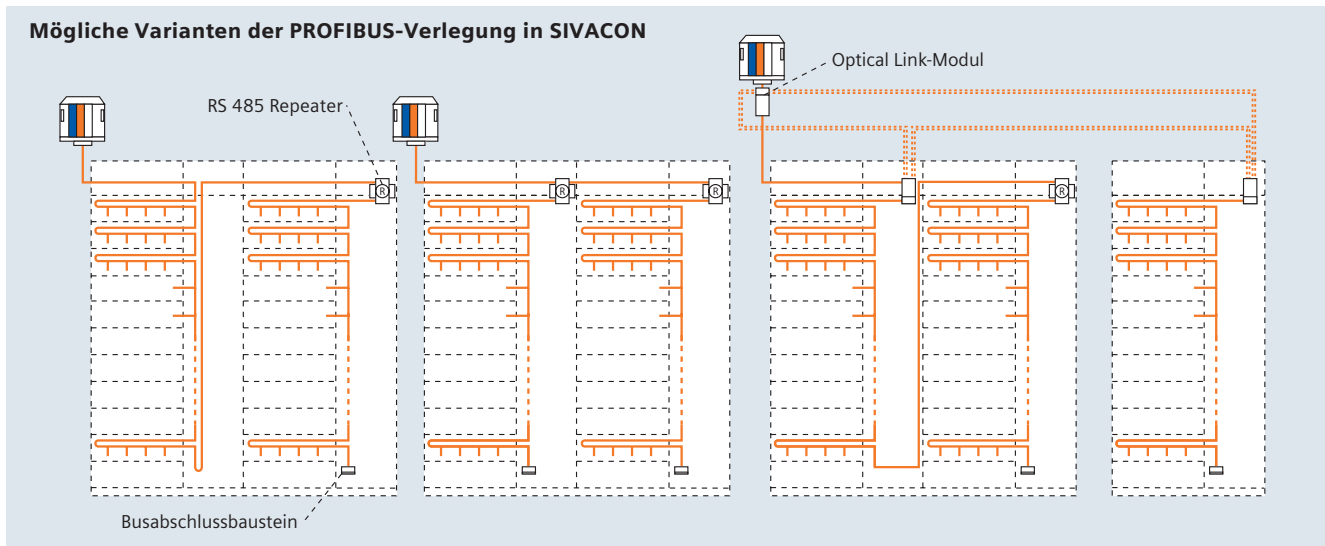 Mögliche Varianten der PROFIBUS-Verlegung in SIVACON
Optical Link-Modul
RS 485 Repeater
R
R
R
R
Busabschlussbaustein